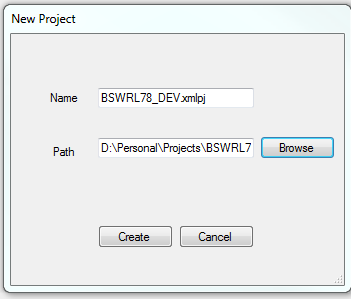 New Project
Name BSWRL78_DEV.xmlpj
Path D:\Personal\Projects\BSWRL7 Browse
Create Cancel